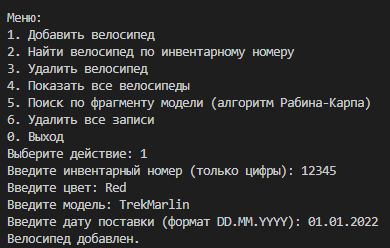 Меню:
1. Добавить велосипед
2. Найти велосипед по инвентарному номеру
3. Удалить велосипед
4. Показать все велосипеды
5. Поиск по фрагменту модели (алгоритм Рабина-Карпа)
6. Удалить все записи
0. Выход
Выберите действие: 1
Введите инвентарный номер (только цифры): 12345
Введите цвет: Red
Введите модель: TrekMarlin
Введите дату поставки (формат DD.MM.YYYY): 01.01.2022
Велосипед добавлен.